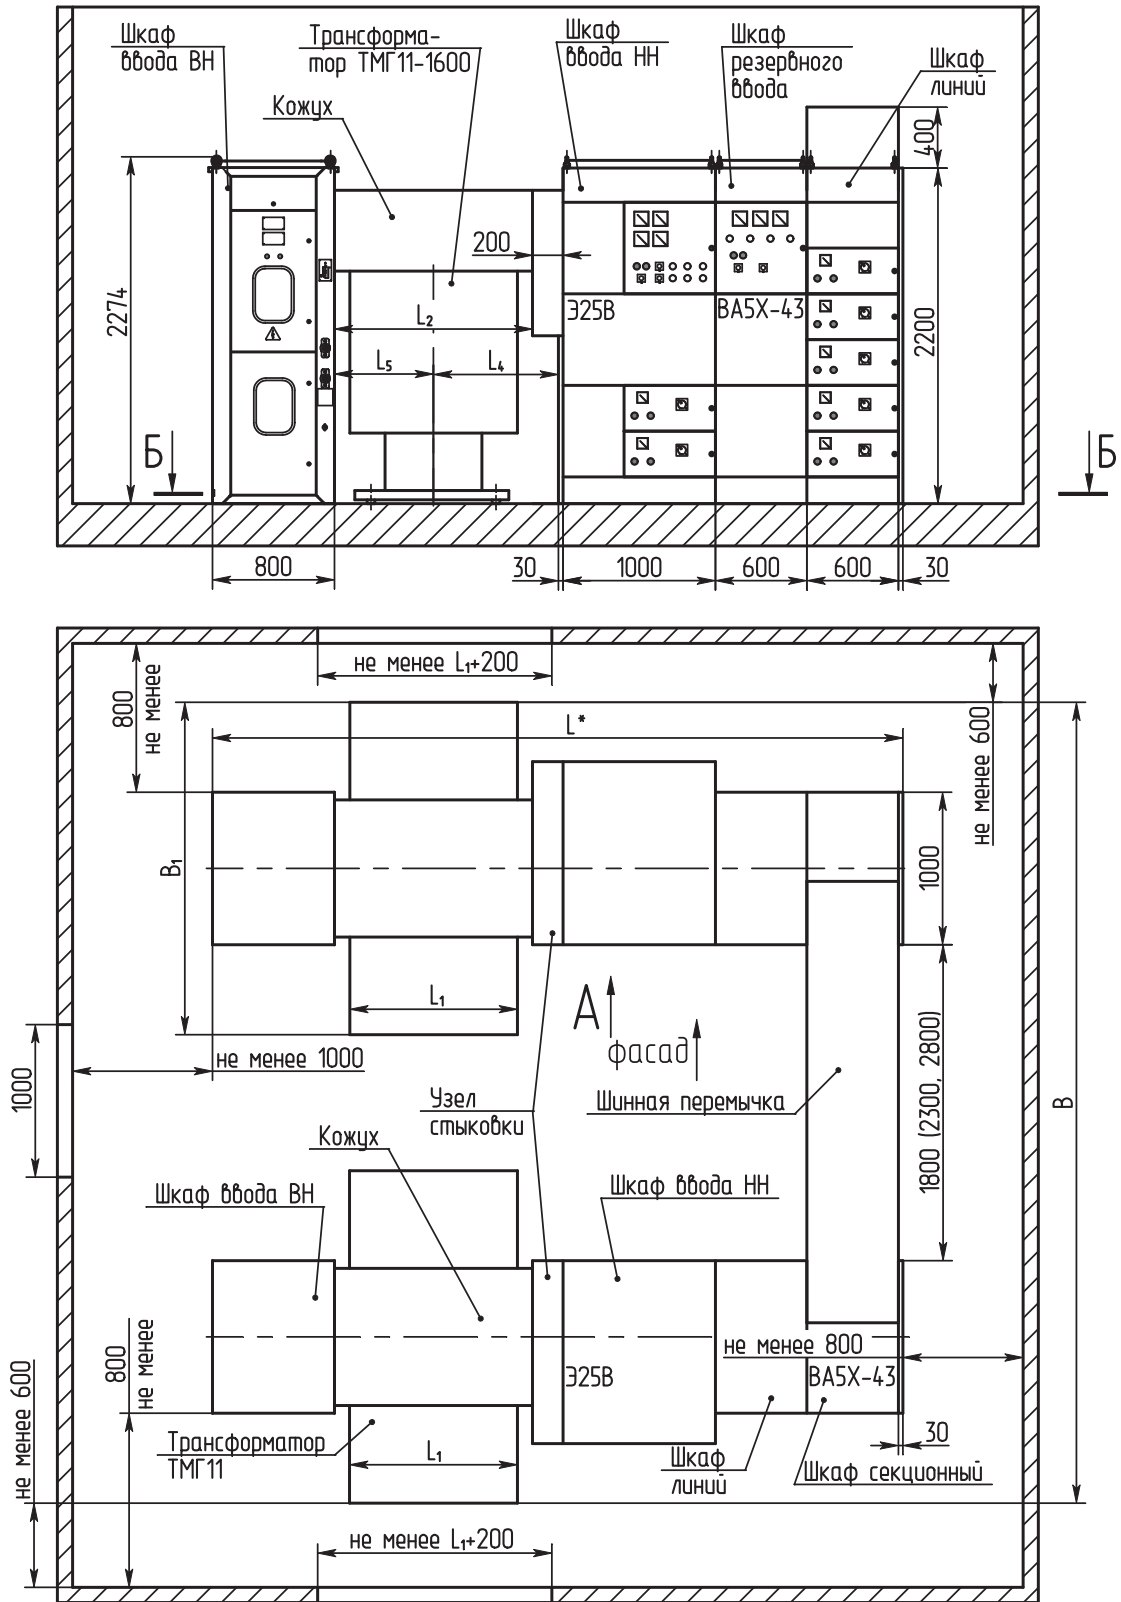 Шкаф
ввода ВН
Трансформа-
тор ТМГ11-1600
Кожух
Шкаф
ввода НН
Шкаф
резервного
ввода
Шкаф
линий
400
2274
200
L₂
L₅
L₄
Э25В
ВА5Х-43
2200
Б
Б
800
30
1000
600
600
30
не менее L₁+200
800
не менее
L*
не менее 600
B₁
1000
L₁
А
фасад
не менее 1000
1000
Узел
стыковки
Шинная перемычка
1800 (2300, 2800)
B
Кожух
Шкаф ввода ВН
Шкаф ввода НН
800
не менее
не менее 600
не менее 800
Э25В
ВА5Х-43
Трансформатор
ТМГ11
L₁
Шкаф
линий
30
Шкаф секционный
не менее L₁+200